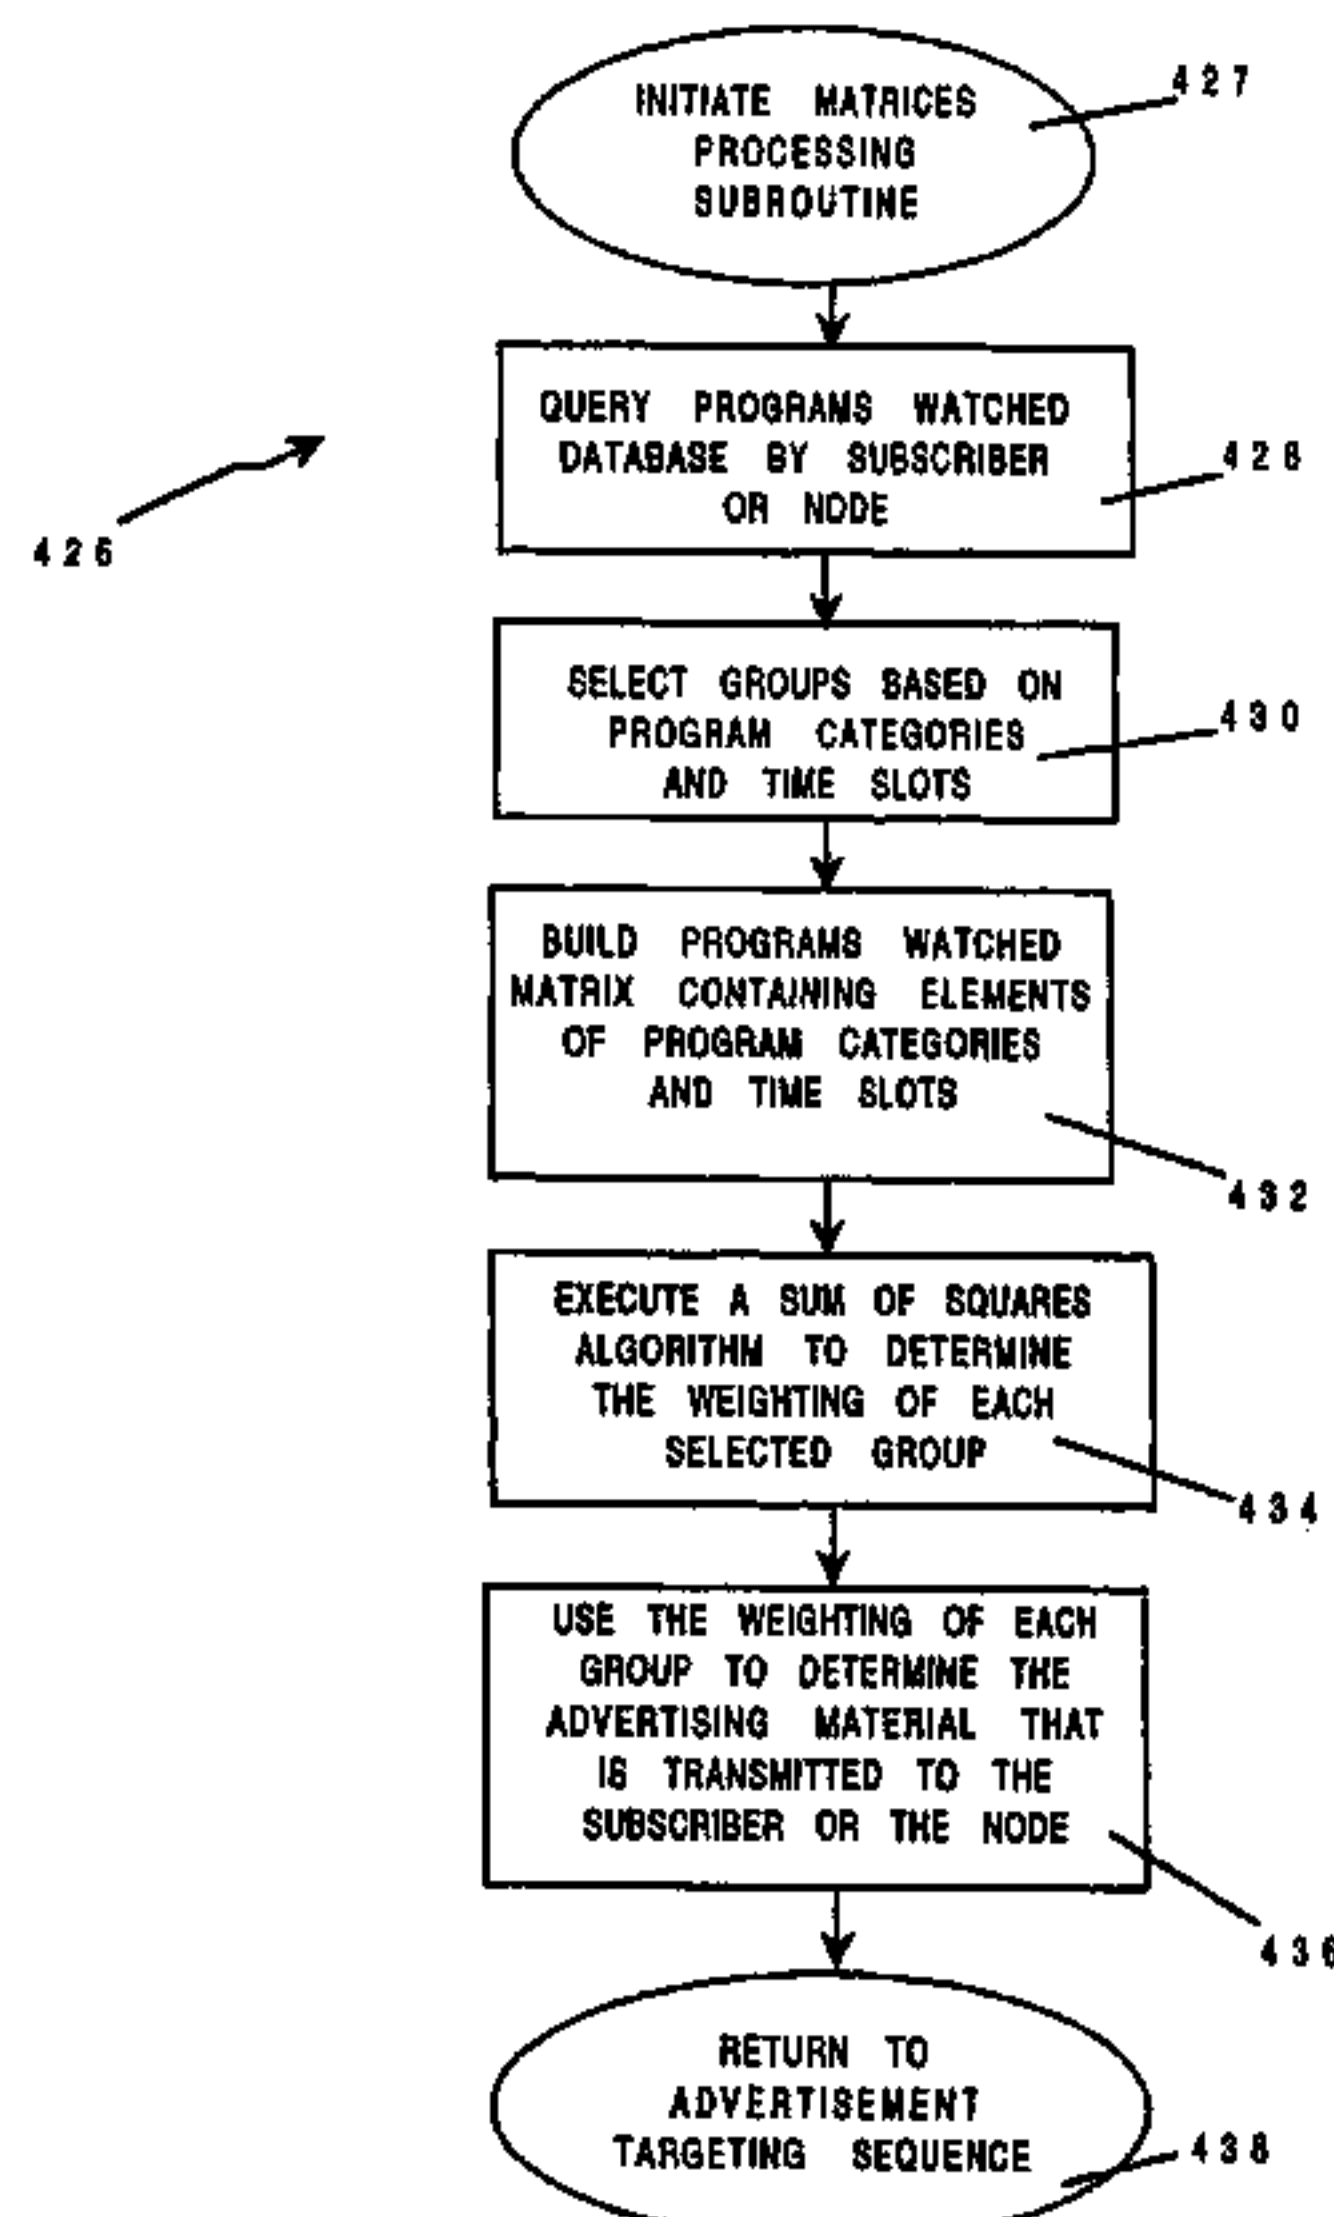 INITIATE MATRICES
PROCESSING
SUBROUTINE
427
QUERY PROGRAMS WATCHED
DATABASE BY SUBSCRIBER
OR NODE
428
426
SELECT GROUPS BASED ON
PROGRAM CATEGORIES
AND TIME SLOTS
430
BUILD PROGRAMS WATCHED
MATRIX CONTAINING ELEMENTS
OF PROGRAM CATEGORIES
AND TIME SLOTS
432
EXECUTE A SUM OF SQUARES
ALGORITHM TO DETERMINE
THE WEIGHTING OF EACH
SELECTED GROUP
434
USE THE WEIGHTING OF EACH
GROUP TO DETERMINE THE
ADVERTISING MATERIAL THAT
IS TRANSMITTED TO THE
SUBSCRIBER OR THE NODE
436
RETURN TO
ADVERTISEMENT
TARGETING SEQUENCE
438